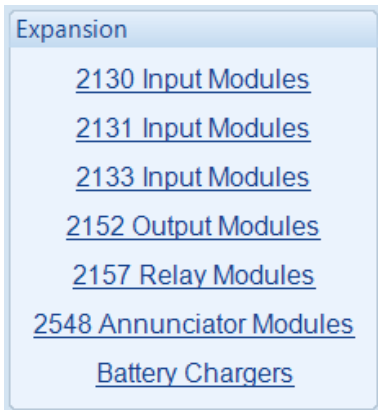 Expansion
2130 Input Modules
2131 Input Modules
2133 Input Modules
2152 Output Modules
2157 Relay Modules
2548 Annunciator Modules
Battery Chargers